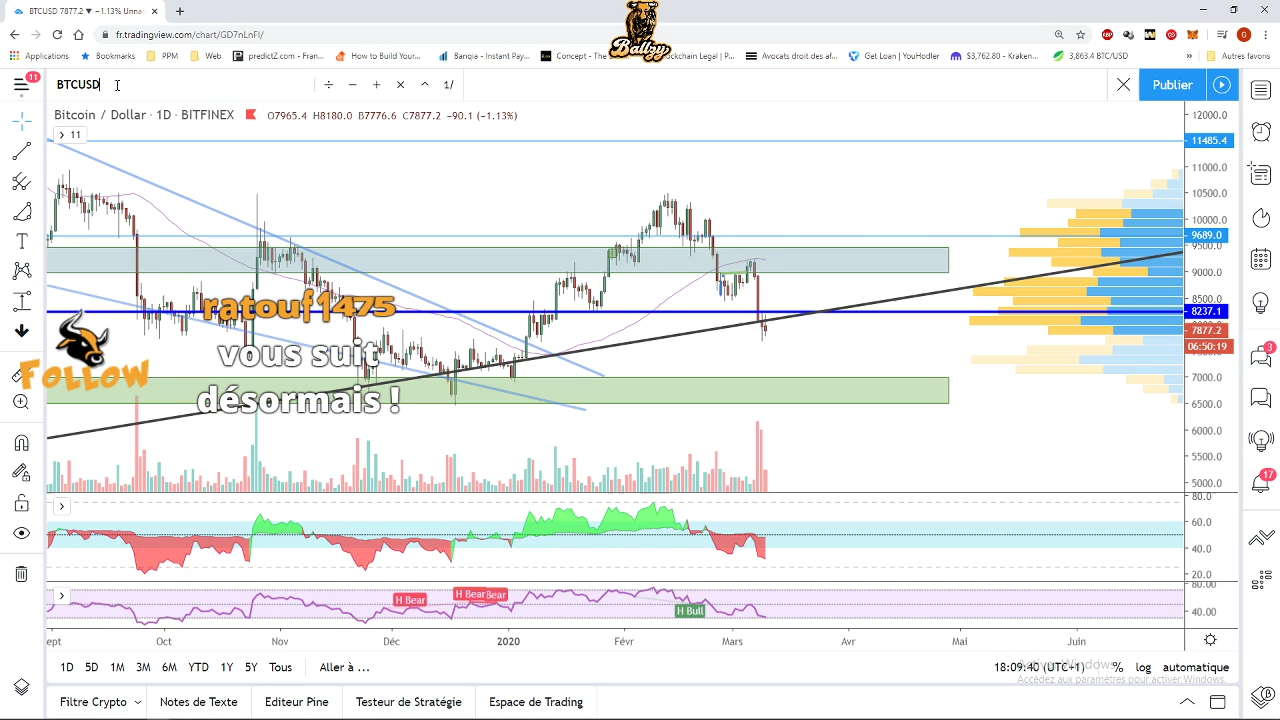 BTCUSD 7877.2 ▼ −1.13% Unna
Ballzy
fr.tradingview.com/chart/GD7nLnFI/
Applications
Bookmarks
PPM
Web
predictZ.com - Fran...
How to Build Your...
Banqia - Instant Pay...
Concept - The
ckchain Legal |...
Avocats droit des af...
Get Loan | YouHodler
$3,762.80 - Kraken...
3,863.4 BTC/USD
»
Autres favoris
11
BTCUSD
÷ − + × ^ 1/
Publier
Bitcoin / Dollar · 1D · BITFINEX
O7965.4 H8180.0 B7776.6 C7877.2 −90.1 (−1.13%)
> 11
12000.0
11485.4
11000.0
10500.0
10000.0
9689.0
9500.0
9000.0
8500.0
8237.1
7877.2
06:50:19
7000.0
6500.0
6000.0
5500.0
5000.0
ratouf1475
vous suit
désormais !
Follow
3
17
80.0
60.0
40.0
20.0
80.00
40.00
H Bear
H Bear
Bear
H Bull
ept
Oct
Nov
Déc
2020
Févr
Mars
Avr
Mai
Juin
1D 5D 1M 3M 6M YTD 1Y 5Y Tous
Aller à ...
18:09:40 (UTC+1)
% log automatique
Activer Windows
Accédez aux paramètres pour activer Windows.
Filtre Crypto
Notes de Texte
Editeur Pine
Testeur de Stratégie
Espace de Trading